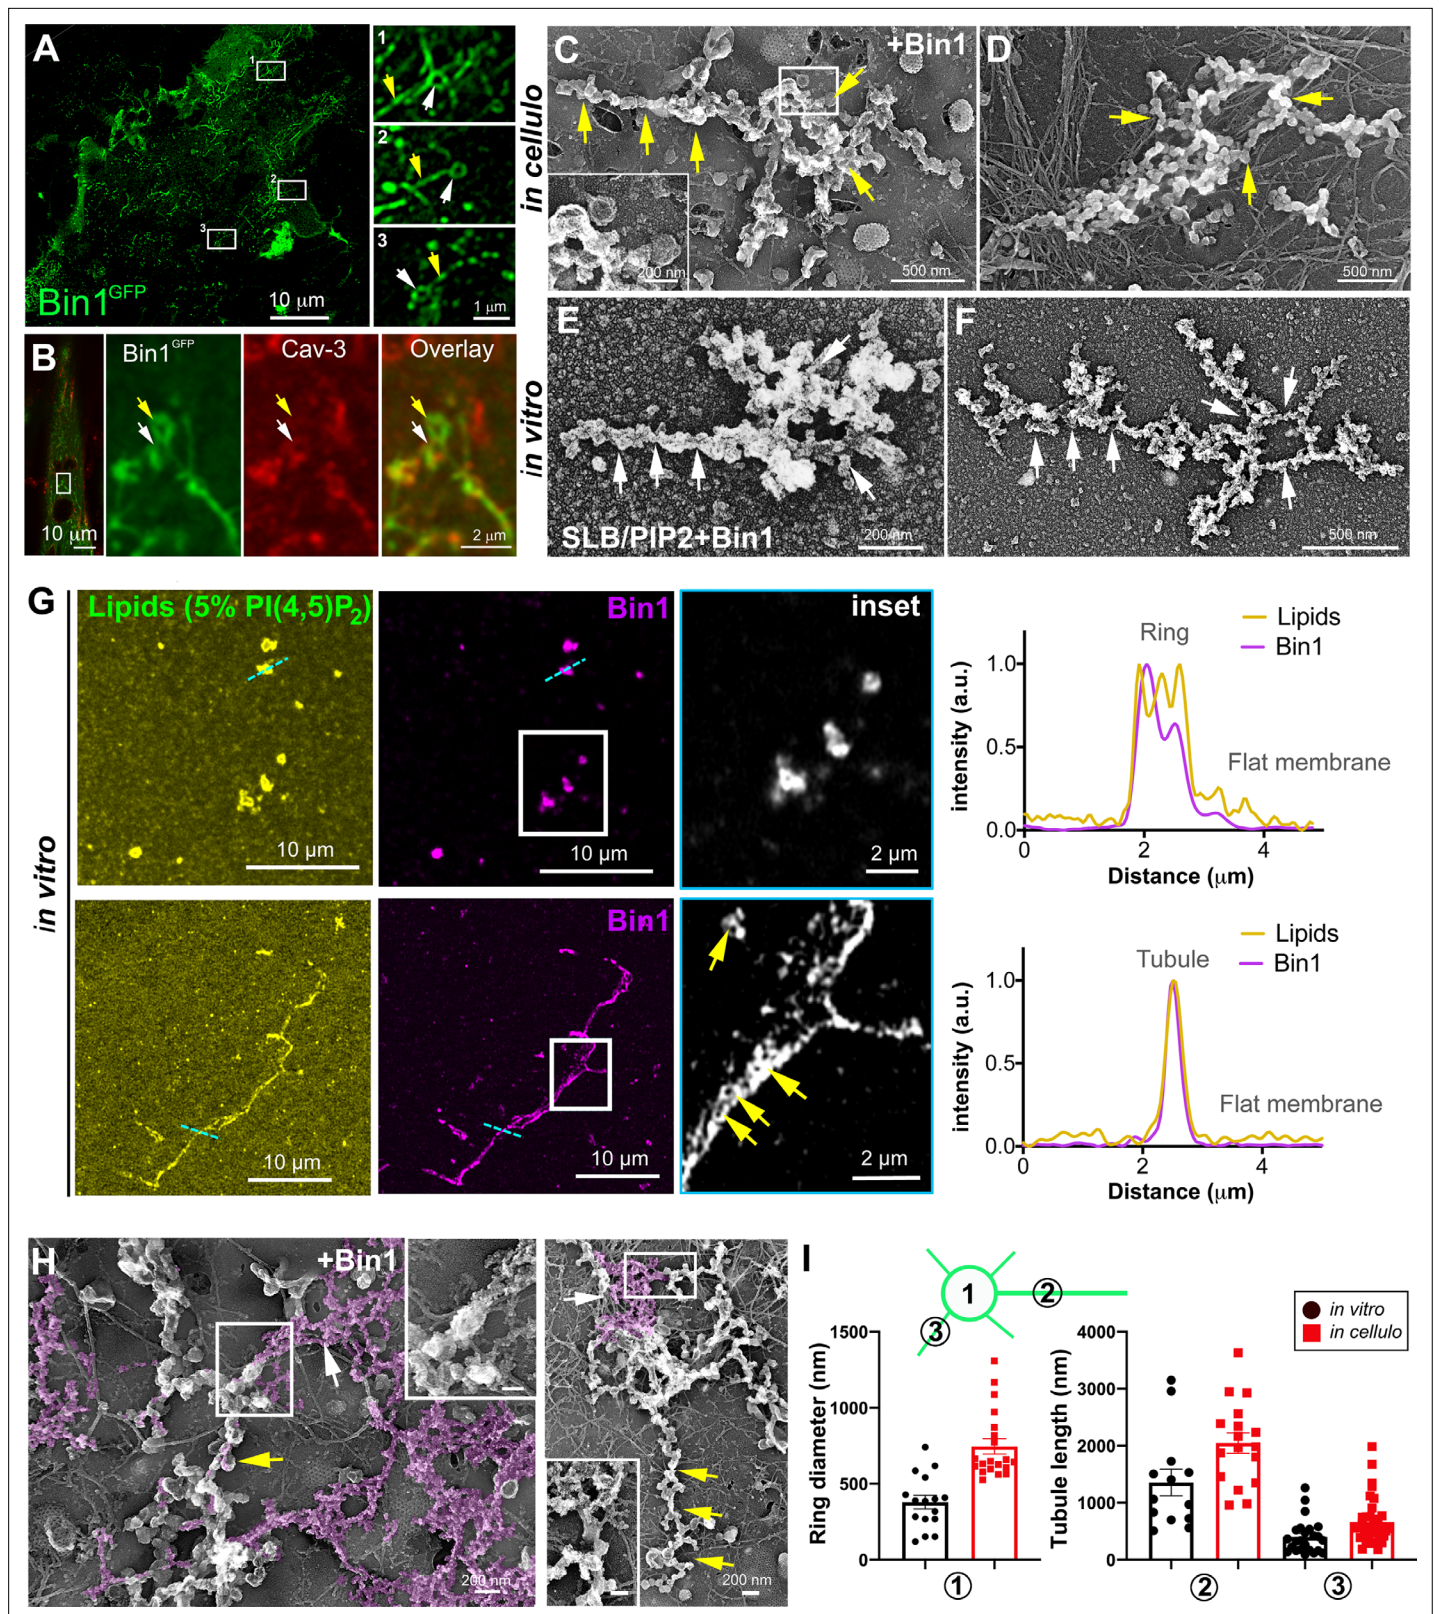 A
1
2
3
Bin1GFP
10 µm
1
2
3
1 µm
B
Bin1GFP
Cav-3
Overlay
10 µm
2 µm
in cellulo
C
+Bin1
200 nm
500 nm
D
500 nm
in vitro
E
SLB/PIP2+Bin1
200 nm
F
500 nm
G
in vitro
Lipids (5% PI(4,5)P2)
10 µm
Bin1
10 µm
inset
2 µm
Lipids
Bin1
Ring
Flat membrane
intensity (a.u.)
1.0
0.5
0.0
0 2 4
Distance (µm)
10 µm
Bin1
10 µm
2 µm
Lipids
Bin1
Tubule
Flat membrane
intensity (a.u.)
1.0
0.5
0.0
0 2 4
Distance (µm)
H
+Bin1
200 nm
200 nm
I
1
2
3
in vitro
in cellulo
Ring diameter (nm)
1500
1000
500
0
1
Tubule length (nm)
4000
3000
2000
1000
0
2 3